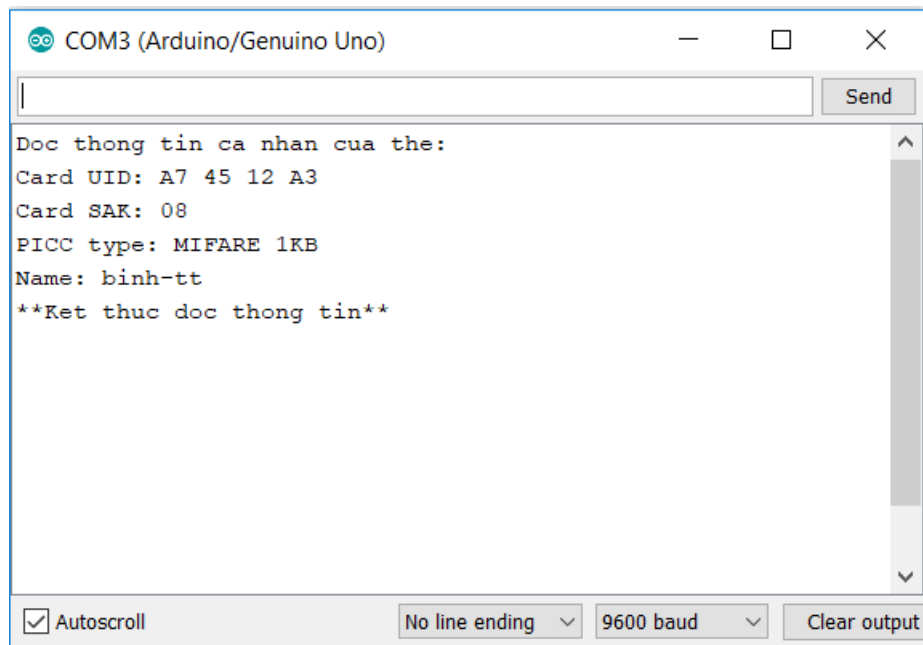 COM3 (Arduino/Genuino Uno)
Send
Doc thong tin ca nhan cua the:
Card UID: A7 45 12 A3
Card SAK: 08
PICC type: MIFARE 1KB
Name: binh-tt
**Ket thuc doc thong tin**
Autoscroll No line ending 9600 baud Clear output